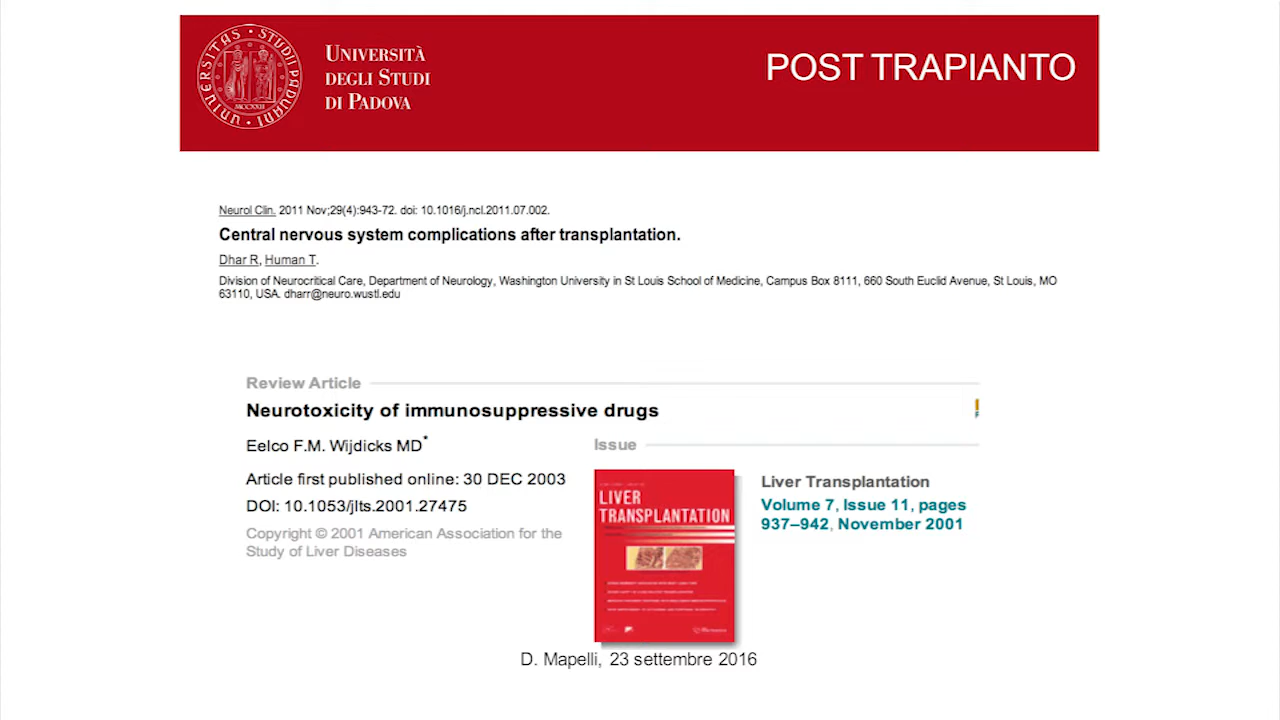 UNIVERSITAS STUDII PADUANI
MCCXXII
UNIVERSITÀ
DEGLI STUDI
DI PADOVA
POST TRAPIANTO
Neurol Clin. 2011 Nov;29(4):943-72. doi: 10.1016/j.ncl.2011.07.002.
Central nervous system complications after transplantation.
Dhar R, Human T.
Division of Neurocritical Care, Department of Neurology, Washington University in St Louis School of Medicine, Campus Box 8111, 660 South Euclid Avenue, St Louis, MO
63110, USA. dharr@neuro.wustl.edu
Review Article
Neurotoxicity of immunosuppressive drugs
Eelco F.M. Wijdicks MD*
Article first published online: 30 DEC 2003
DOI: 10.1053/jlts.2001.27475
Copyright © 2001 American Association for the
Study of Liver Diseases
Issue
LIVER
TRANSPLANTATION
Liver Transplantation
Volume 7, Issue 11, pages
937–942, November 2001
D. Mapelli, 23 settembre 2016